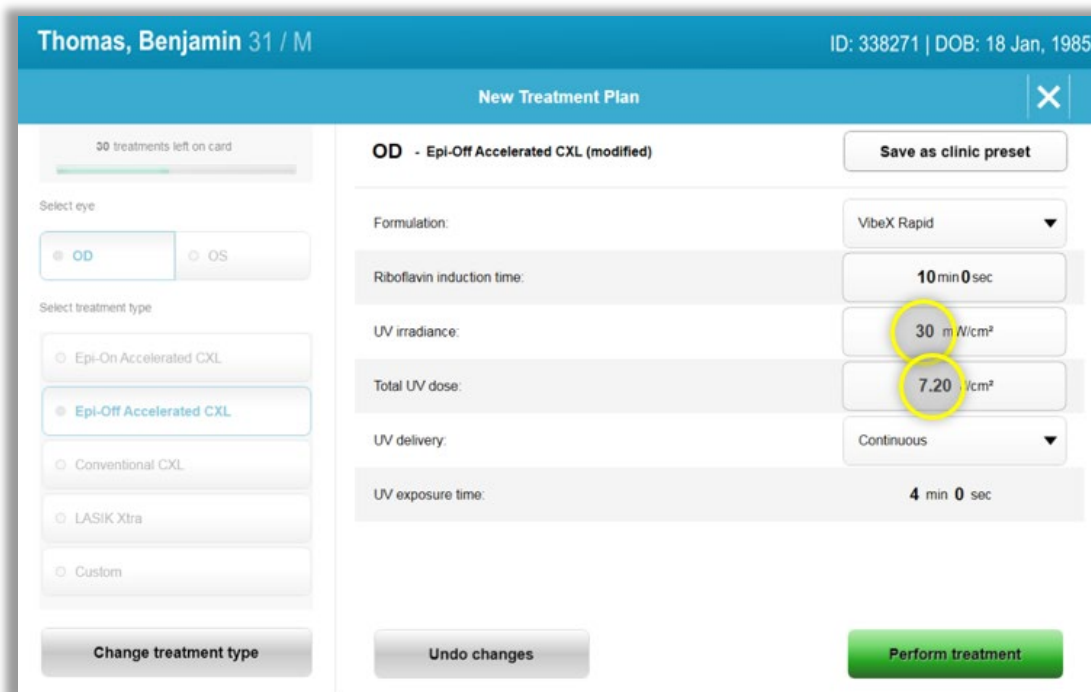 Thomas, Benjamin 31 / M
ID: 338271 | DOB: 18 Jan, 1985
New Treatment Plan
30 treatments left on card
Select eye
OD
OS
Select treatment type
Epi-On Accelerated CXL
Epi-Off Accelerated CXL
Conventional CXL
LASIK Xtra
Custom
Change treatment type
OD - Epi-Off Accelerated CXL (modified)
Save as clinic preset
Formulation: VibeX Rapid
Riboflavin induction time: 10 min 0 sec
UV irradiance: 30 mW/cm²
Total UV dose: 7.20 /cm²
UV delivery: Continuous
UV exposure time: 4 min 0 sec
Undo changes
Perform treatment